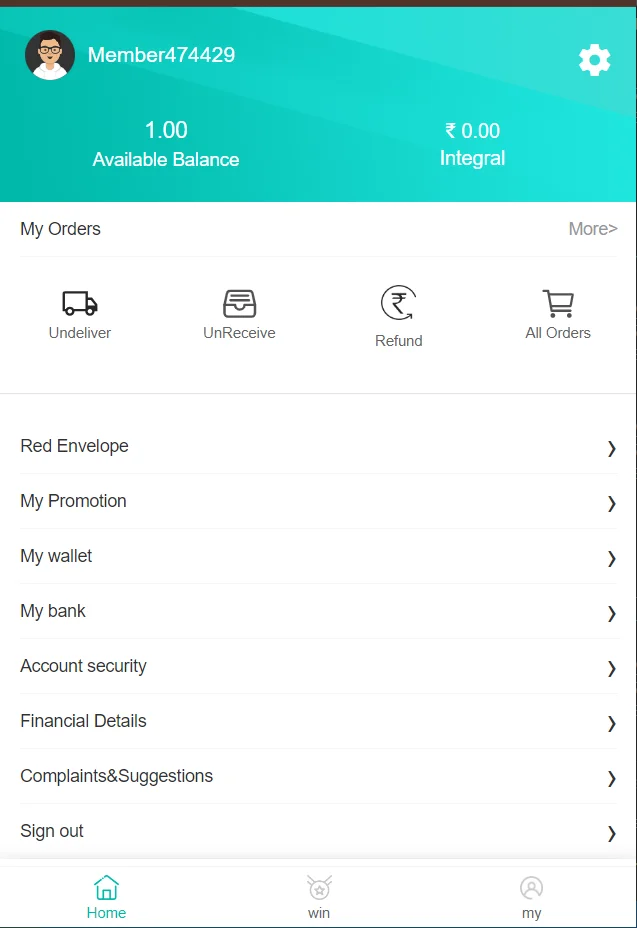 Member474429
1.00
₹ 0.00
Available Balance
Integral
My Orders
More>
Undeliver
UnReceive
Refund
All Orders
Red Envelope
My Promotion
My wallet
My bank
Account security
Financial Details
Complaints&Suggestions
Sign out
Home
win
my